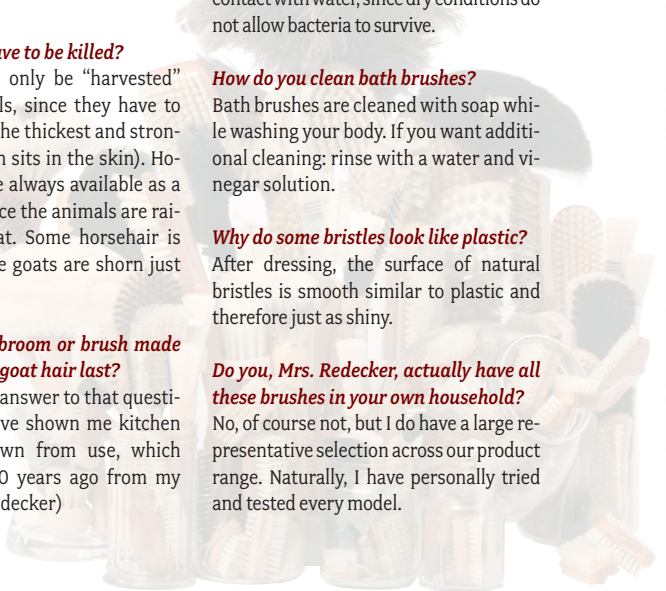 ave to be killed?
only be “harvested”
ls, since they have to
he thickest and stron-
n sits in the skin). Ho-
e always available as a
ce the animals are rai-
at. Some horsehair is
e goats are shorn just
broom or brush made
goat hair last?
answer to that questi-
ve shown me kitchen
wn from use, which
0 years ago from my
decker)
contact with water, since dry conditions do
not allow bacteria to survive.
How do you clean bath brushes?
Bath brushes are cleaned with soap whi-
le washing your body. If you want additi-
onal cleaning: rinse with a water and vi-
negar solution.
Why do some bristles look like plastic?
After dressing, the surface of natural
bristles is smooth similar to plastic and
therefore just as shiny.
Do you, Mrs. Redecker, actually have all
these brushes in your own household?
No, of course not, but I do have a large re-
presentative selection across our product
range. Naturally, I have personally tried
and tested every model.